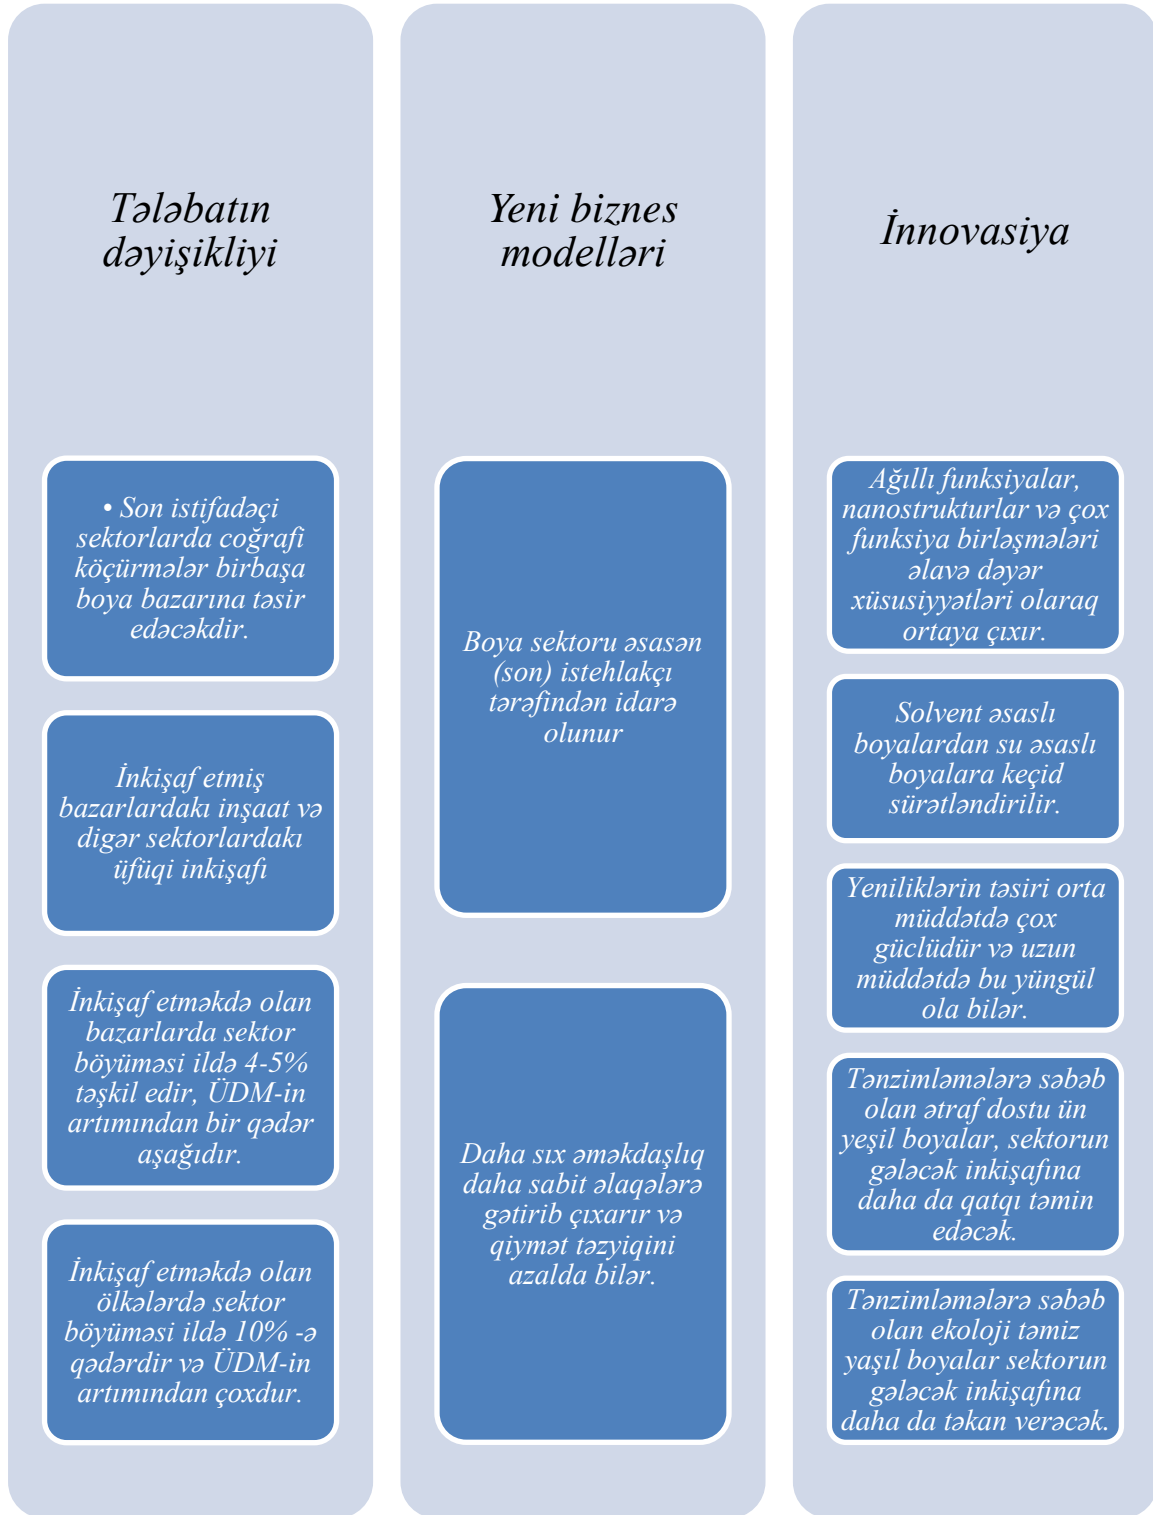 Tələbatın
dəyişikliyi
• Son istifadəçi
sektorlarda coğrafi
köçürmələr birbaşa
boya bazarına təsir
edəcəkdir.
İnkişaf etmiş
bazarlardakı inşaat və
digər sektorlardakı
üfüqi inkişafı
İnkişaf etməkdə olan
bazarlarda sektor
böyüməsi ildə 4-5%
təşkil edir, ÜDM-in
artımından bir qədər
aşağıdır.
İnkişaf etməkdə olan
ölkələrdə sektor
böyüməsi ildə 10% -ə
qədərdir və ÜDM-in
artımından çoxdur.
Yeni biznes
modelləri
Boya sektoru əsasən
(son) istehlakçı
tərəfindən idarə
olunur
Daha sıx əməkdaşlıq
daha sabit əlaqələrə
gətirib çıxarır və
qiymət təzyiqini
azalda bilər.
İnnovasiya
Ağıllı funksiyalar,
nanostrukturlar və çox
funksiya birləşmələri
əlavə dəyər
xüsusiyyətləri olaraq
ortaya çıxır.
Solvent əsaslı
boyalardan su əsaslı
boyalara keçid
sürətləndirilir.
Yeniliklərin təsiri orta
müddətdə çox
güclüdür və uzun
müddətdə bu yüngül
ola bilər.
Tənzimləmələrə səbəb
olan ətraf dostu ün
yeşil boyalar, sektorun
gələcək inkişafına
daha da qatqı təmin
edəcək.
Tənzimləmələrə səbəb
olan ekoloji təmiz
yaşıl boyalar sektorun
gələcək inkişafına
daha da təkan verəcək.